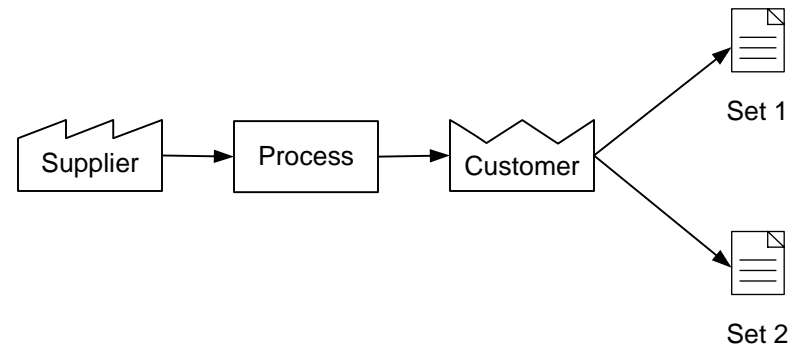 Supplier
Process
Customer
Set 1
Set 2